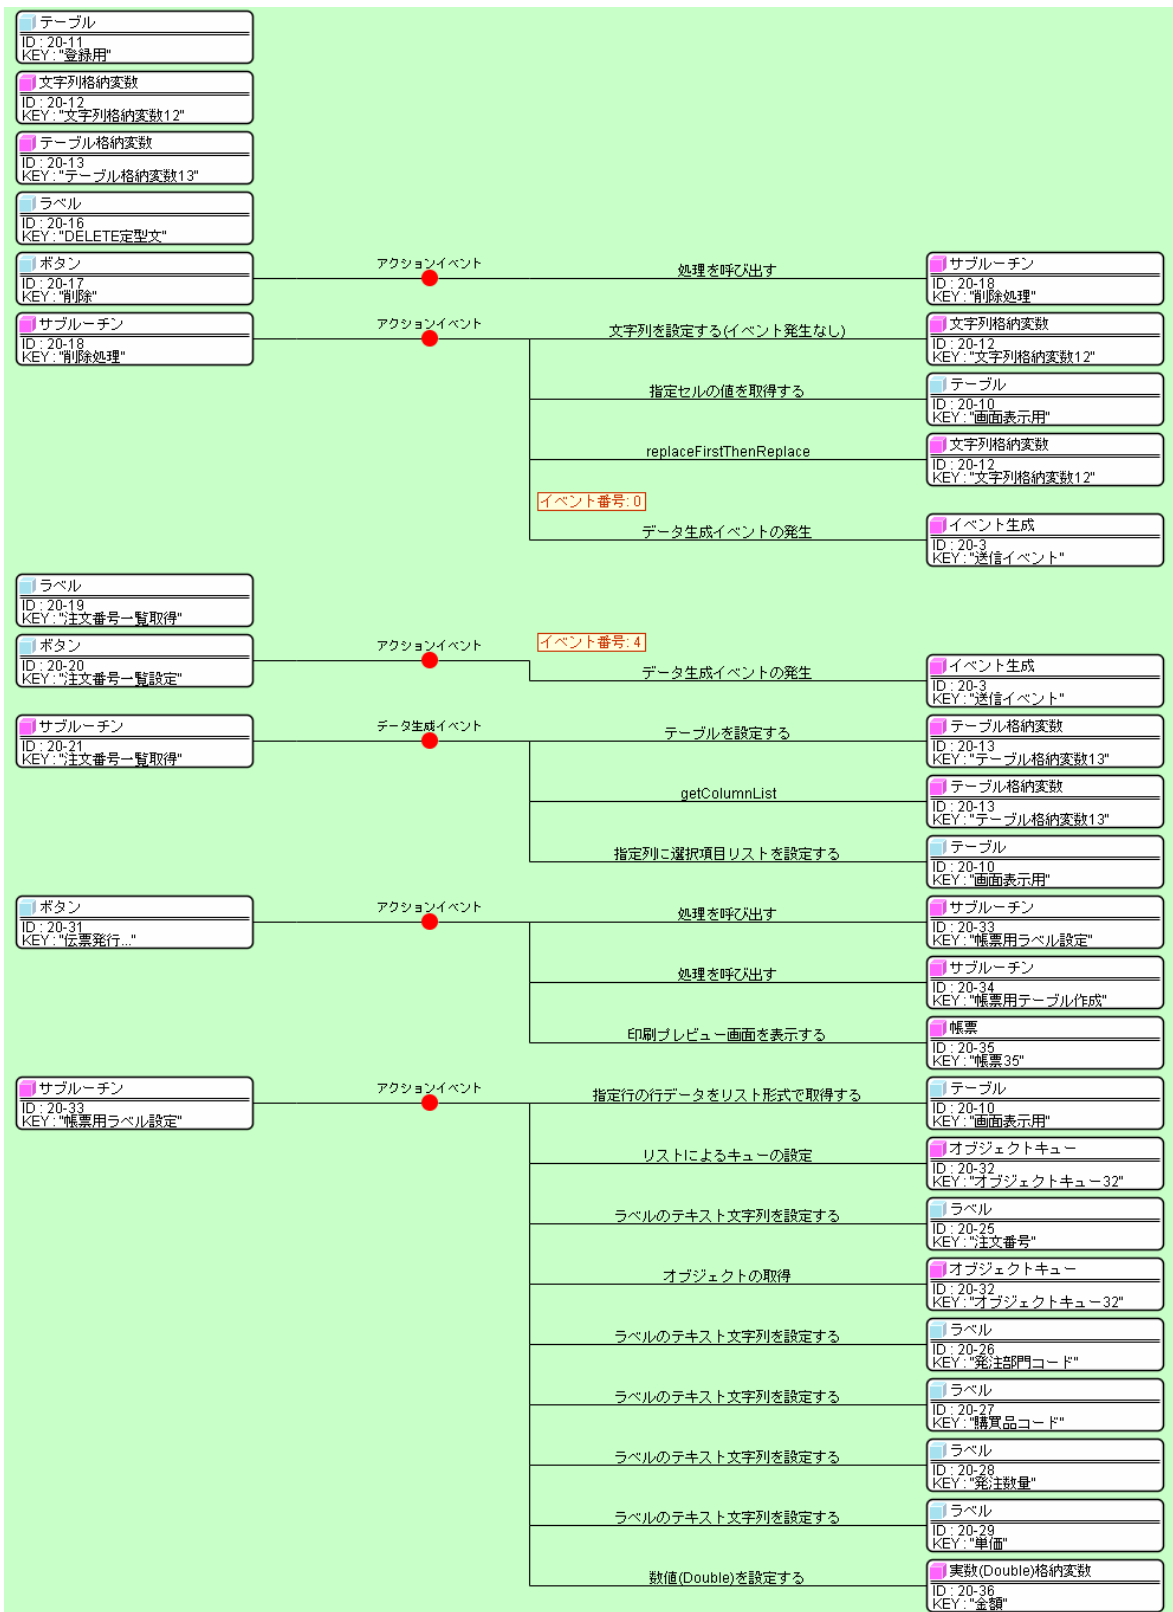 テーブル
ID : 20-11
KEY : "登録用"
文字列格納変数
ID : 20-12
KEY : "文字列格納変数12"
テーブル格納変数
ID : 20-13
KEY : "テーブル格納変数13"
ラベル
ID : 20-16
KEY : "DELETE定型文"
ボタン
ID : 20-17
KEY : "削除"
アクションイベント
処理を呼び出す
サブルーチン
ID : 20-18
KEY : "削除処理"
サブルーチン
ID : 20-18
KEY : "削除処理"
アクションイベント
文字列を設定する(イベント発生なし)
文字列格納変数
ID : 20-12
KEY : "文字列格納変数12"
指定セルの値を取得する
テーブル
ID : 20-10
KEY : "画面表示用"
replaceFirstThenReplace
文字列格納変数
ID : 20-12
KEY : "文字列格納変数12"
イベント番号: 0
データ生成イベントの発生
イベント生成
ID : 20-3
KEY : "送信イベント"
ラベル
ID : 20-19
KEY : "注文番号一覧取得"
ボタン
ID : 20-20
KEY : "注文番号一覧設定"
アクションイベント
イベント番号: 4
データ生成イベントの発生
イベント生成
ID : 20-3
KEY : "送信イベント"
サブルーチン
ID : 20-21
KEY : "注文番号一覧取得"
データ生成イベント
テーブルを設定する
テーブル格納変数
ID : 20-13
KEY : "テーブル格納変数13"
getColumnList
テーブル格納変数
ID : 20-13
KEY : "テーブル格納変数13"
指定列に選択項目リストを設定する
テーブル
ID : 20-10
KEY : "画面表示用"
ボタン
ID : 20-31
KEY : "伝票発行..."
アクションイベント
処理を呼び出す
サブルーチン
ID : 20-33
KEY : "帳票用ラベル設定"
処理を呼び出す
サブルーチン
ID : 20-34
KEY : "帳票用テーブル作成"
印刷プレビュー画面を表示する
帳票
ID : 20-35
KEY : "帳票35"
サブルーチン
ID : 20-33
KEY : "帳票用ラベル設定"
アクションイベント
指定行の行データをリスト形式で取得する
テーブル
ID : 20-10
KEY : "画面表示用"
リストによるキューの設定
オブジェクトキュー
ID : 20-32
KEY : "オブジェクトキュー32"
ラベルのテキスト文字列を設定する
ラベル
ID : 20-25
KEY : "注文番号"
オブジェクトの取得
オブジェクトキュー
ID : 20-32
KEY : "オブジェクトキュー32"
ラベルのテキスト文字列を設定する
ラベル
ID : 20-26
KEY : "発注部門コード"
ラベルのテキスト文字列を設定する
ラベル
ID : 20-27
KEY : "購買品コード"
ラベルのテキスト文字列を設定する
ラベル
ID : 20-28
KEY : "発注数量"
ラベルのテキスト文字列を設定する
ラベル
ID : 20-29
KEY : "単価"
数値(Double)を設定する
実数(Double)格納変数
ID : 20-36
KEY : "金額"